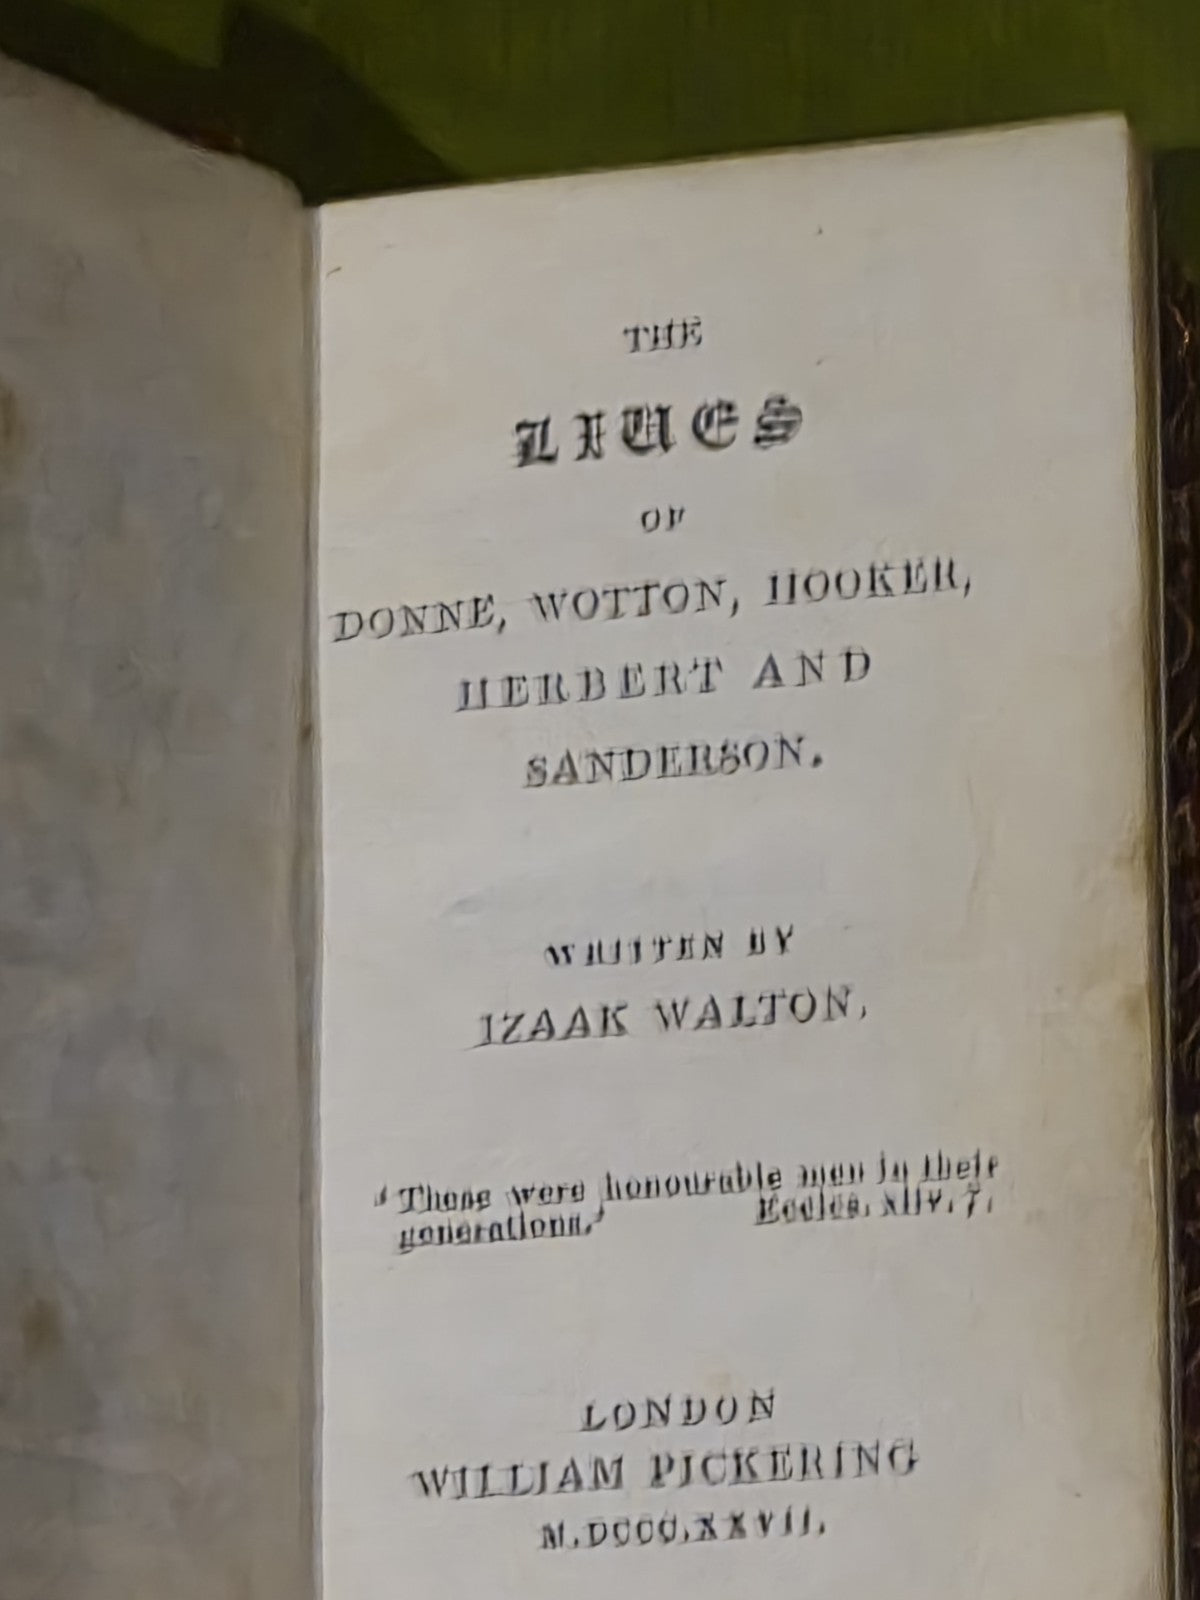 THE
LIUES
OF
DONNE, WOTTON, HOOKER,
HERBERT AND
SANDERSON.
WRITTEN BY
IZAAK WALTON,
‘These were honourable men in their
generations.’ Eccles. xliv. 7.
LONDON
WILLIAM PICKERING
M.DCCC.XXVII.